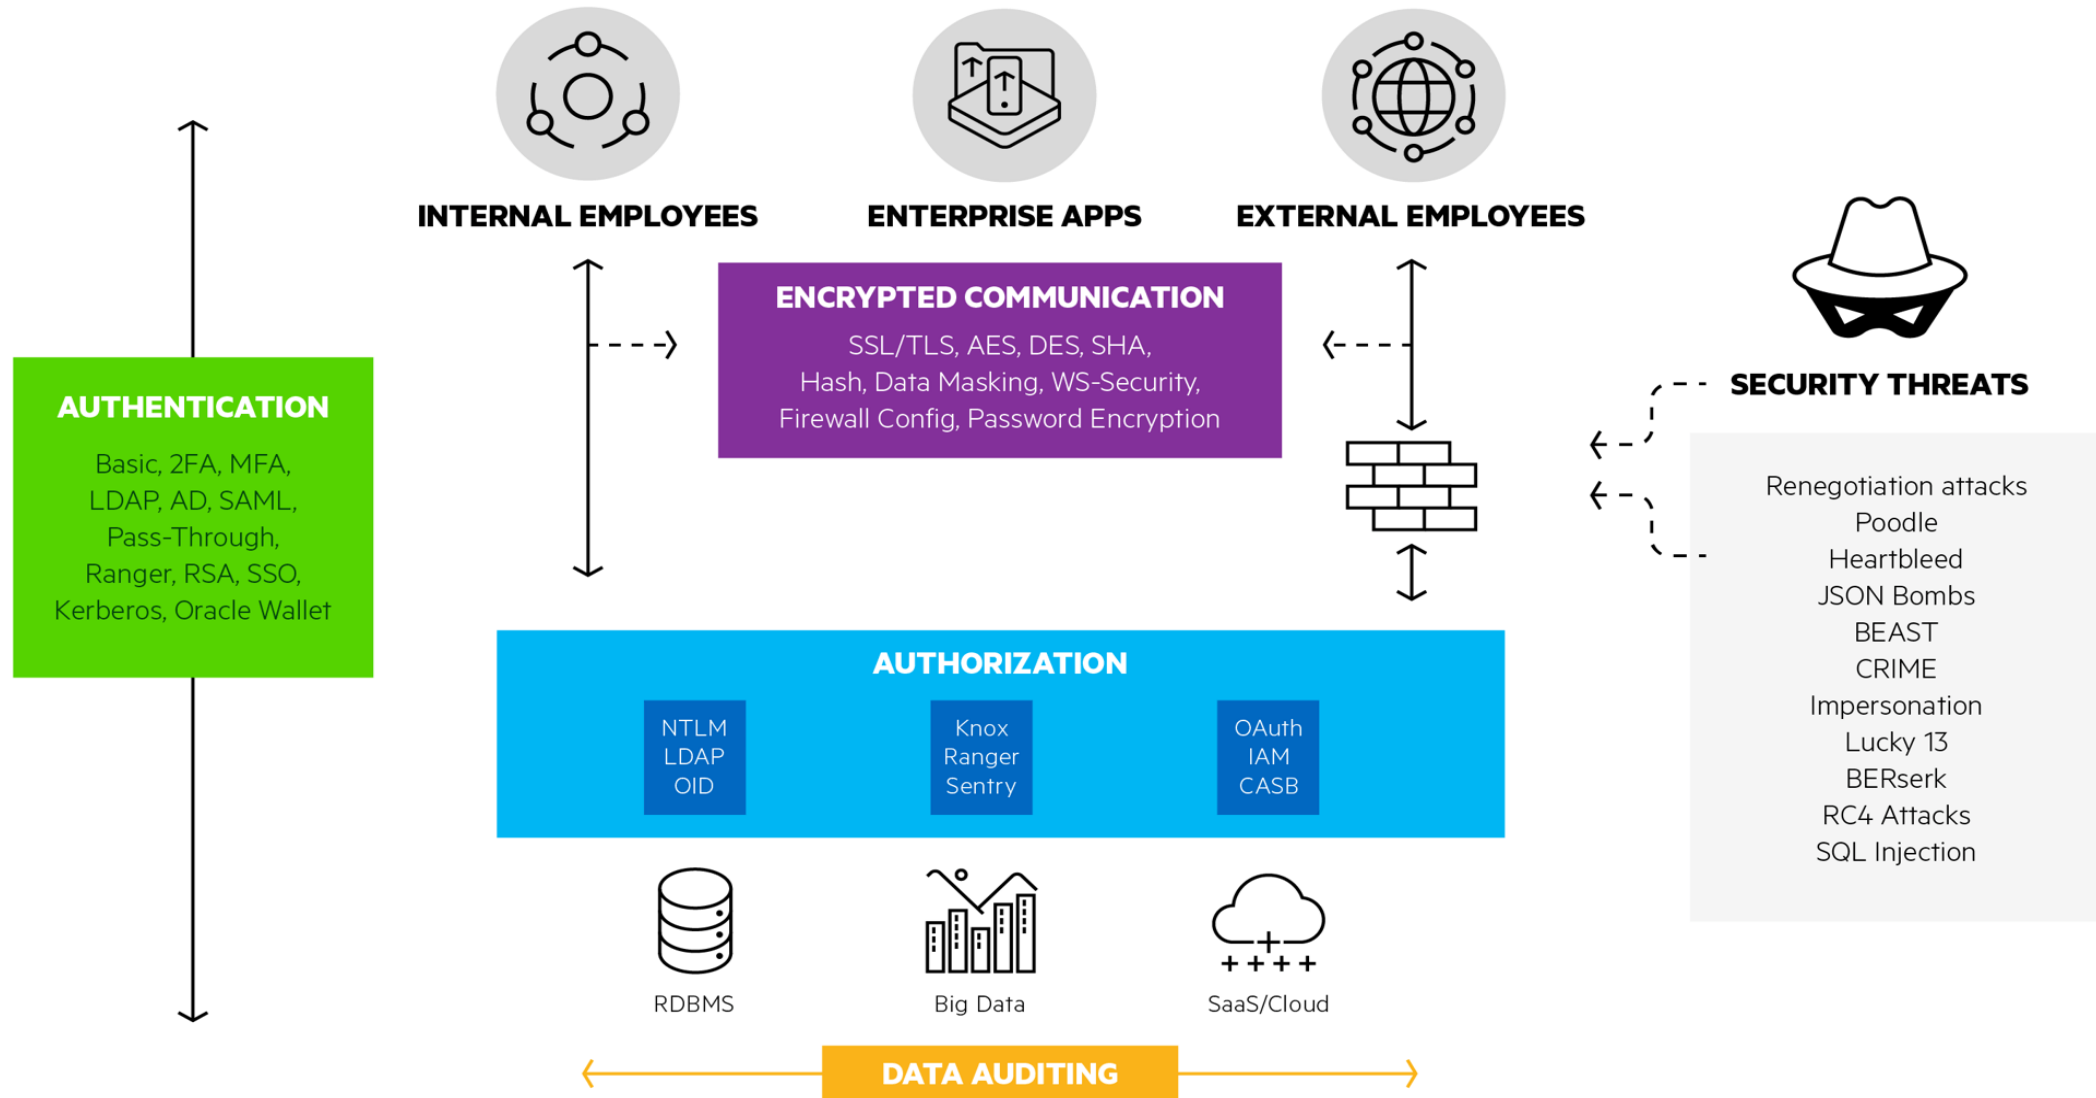 INTERNAL EMPLOYEES
ENTERPRISE APPS
EXTERNAL EMPLOYEES
ENCRYPTED COMMUNICATION
SSL/TLS, AES, DES, SHA,
Hash, Data Masking, WS-Security,
Firewall Config, Password Encryption
AUTHENTICATION
Basic, 2FA, MFA,
LDAP, AD, SAML,
Pass-Through,
Ranger, RSA, SSO,
Kerberos, Oracle Wallet
SECURITY THREATS
Renegotiation attacks
Poodle
Heartbleed
JSON Bombs
BEAST
CRIME
Impersonation
Lucky 13
BERserk
RC4 Attacks
SQL Injection
AUTHORIZATION
NTLM
LDAP
OID
Knox
Ranger
Sentry
OAuth
IAM
CASB
RDBMS
Big Data
SaaS/Cloud
DATA AUDITING